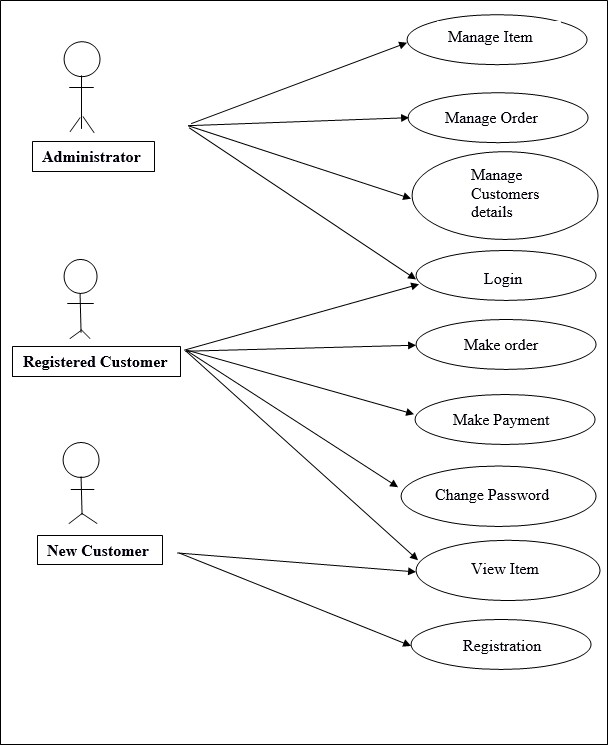 Manage Item
Manage Order
Administrator
Manage
Customers
details
Login
Make order
Registered Customer
Make Payment
Change Password
New Customer
View Item
Registration